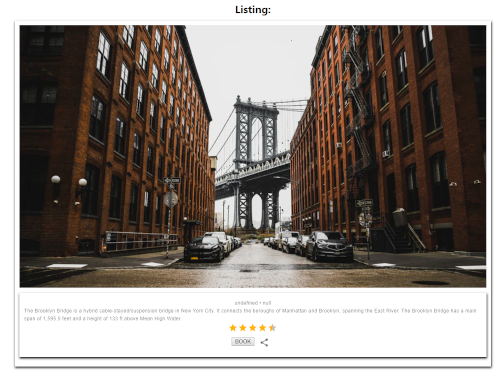 Listing:
undefined • null
The Brooklyn Bridge is a hybrid cable-stayed/suspension bridge in New York City. It connects the boroughs of Manhattan and Brooklyn, spanning the East River. The Brooklyn Bridge has a main
span of 1,595.5 feet and a height of 133 ft above Mean High Water.
BOOK